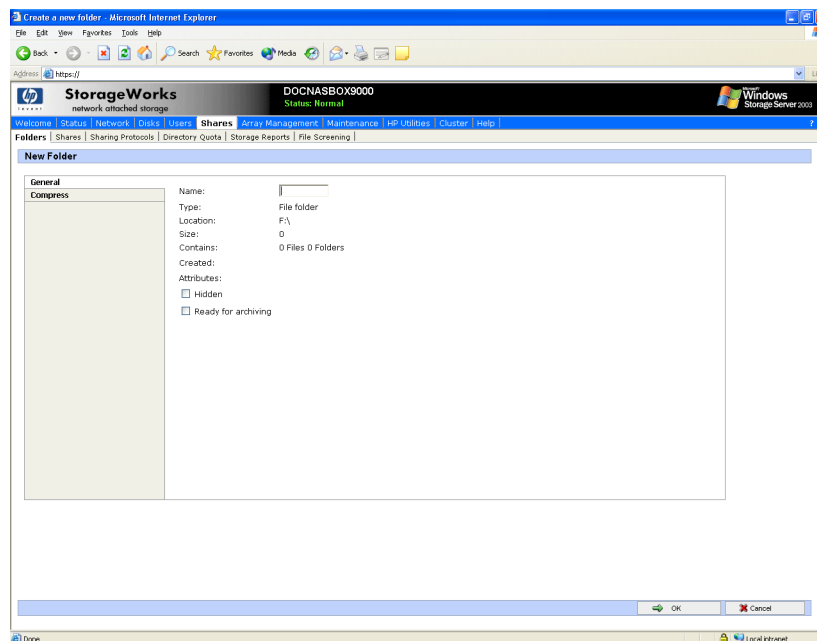 Create a new folder - Microsoft Internet Explorer
File Edit View Favorites Tools Help
Back Search Favorites Media
Address https://
hp invent StorageWorks DOCNASBOX9000 Microsoft Windows
network attached storage Status: Normal Storage Server 2003
Welcome Status Network Disks Users Shares Array Management Maintenance HP Utilities Cluster Help ?
Folders Shares Sharing Protocols Directory Quota Storage Reports File Screening
New Folder
General
Compress
Name:
Type: File folder
Location: F:\
Size: 0
Contains: 0 Files 0 Folders
Created:
Attributes:
Hidden
Ready for archiving
OK Cancel
Done Local intranet